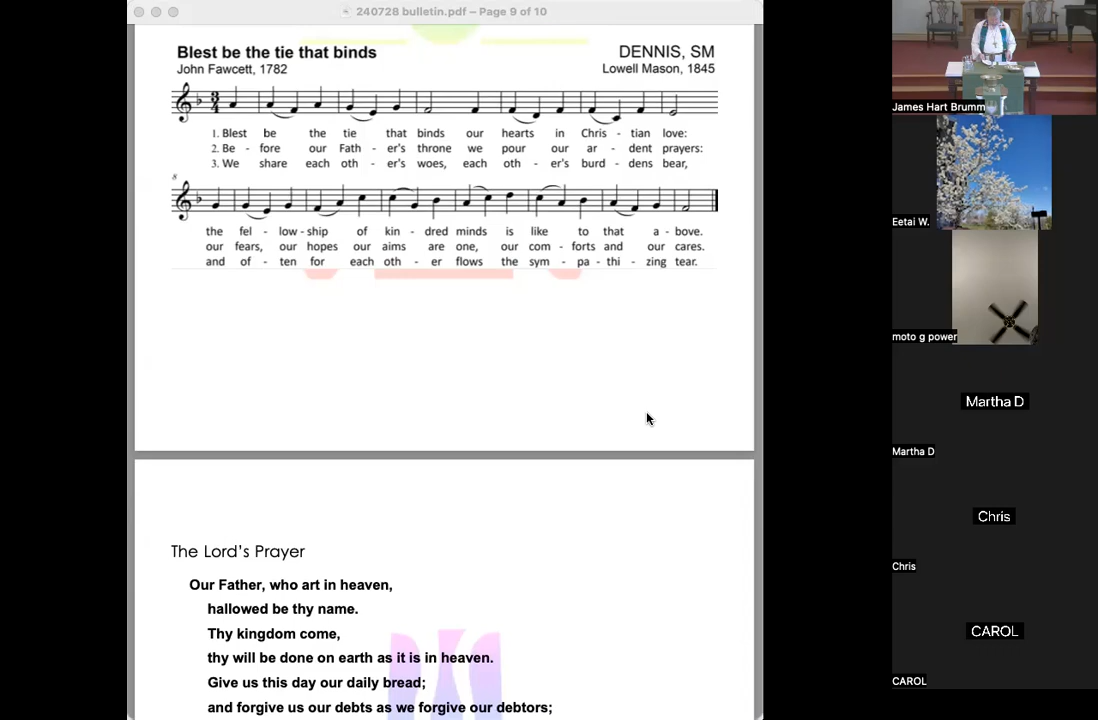 240728 bulletin.pdf – Page 9 of 10
Blest be the tie that binds
DENNIS, SM
John Fawcett, 1782
Lowell Mason, 1845
3
4
1. Blest be the tie that binds our hearts in Chris - tian love:
2. Be - fore our Fath - er's throne we pour our ar - dent prayers:
3. We share each oth - er's woes, each oth - er's burd - dens bear,
8
the fel - low - ship of kin - dred minds is like to that a - bove.
our fears, our hopes our aims are one, our com - forts and our cares.
and of - ten for each oth - er flows the sym - pa - thi - zing tear.
The Lord's Prayer
Our Father, who art in heaven,
hallowed be thy name.
Thy kingdom come,
thy will be done on earth as it is in heaven.
Give us this day our daily bread;
and forgive us our debts as we forgive our debtors;
James Hart Brumm
Eetai W.
moto g power
Martha D
Martha D
Chris
Chris
CAROL
CAROL